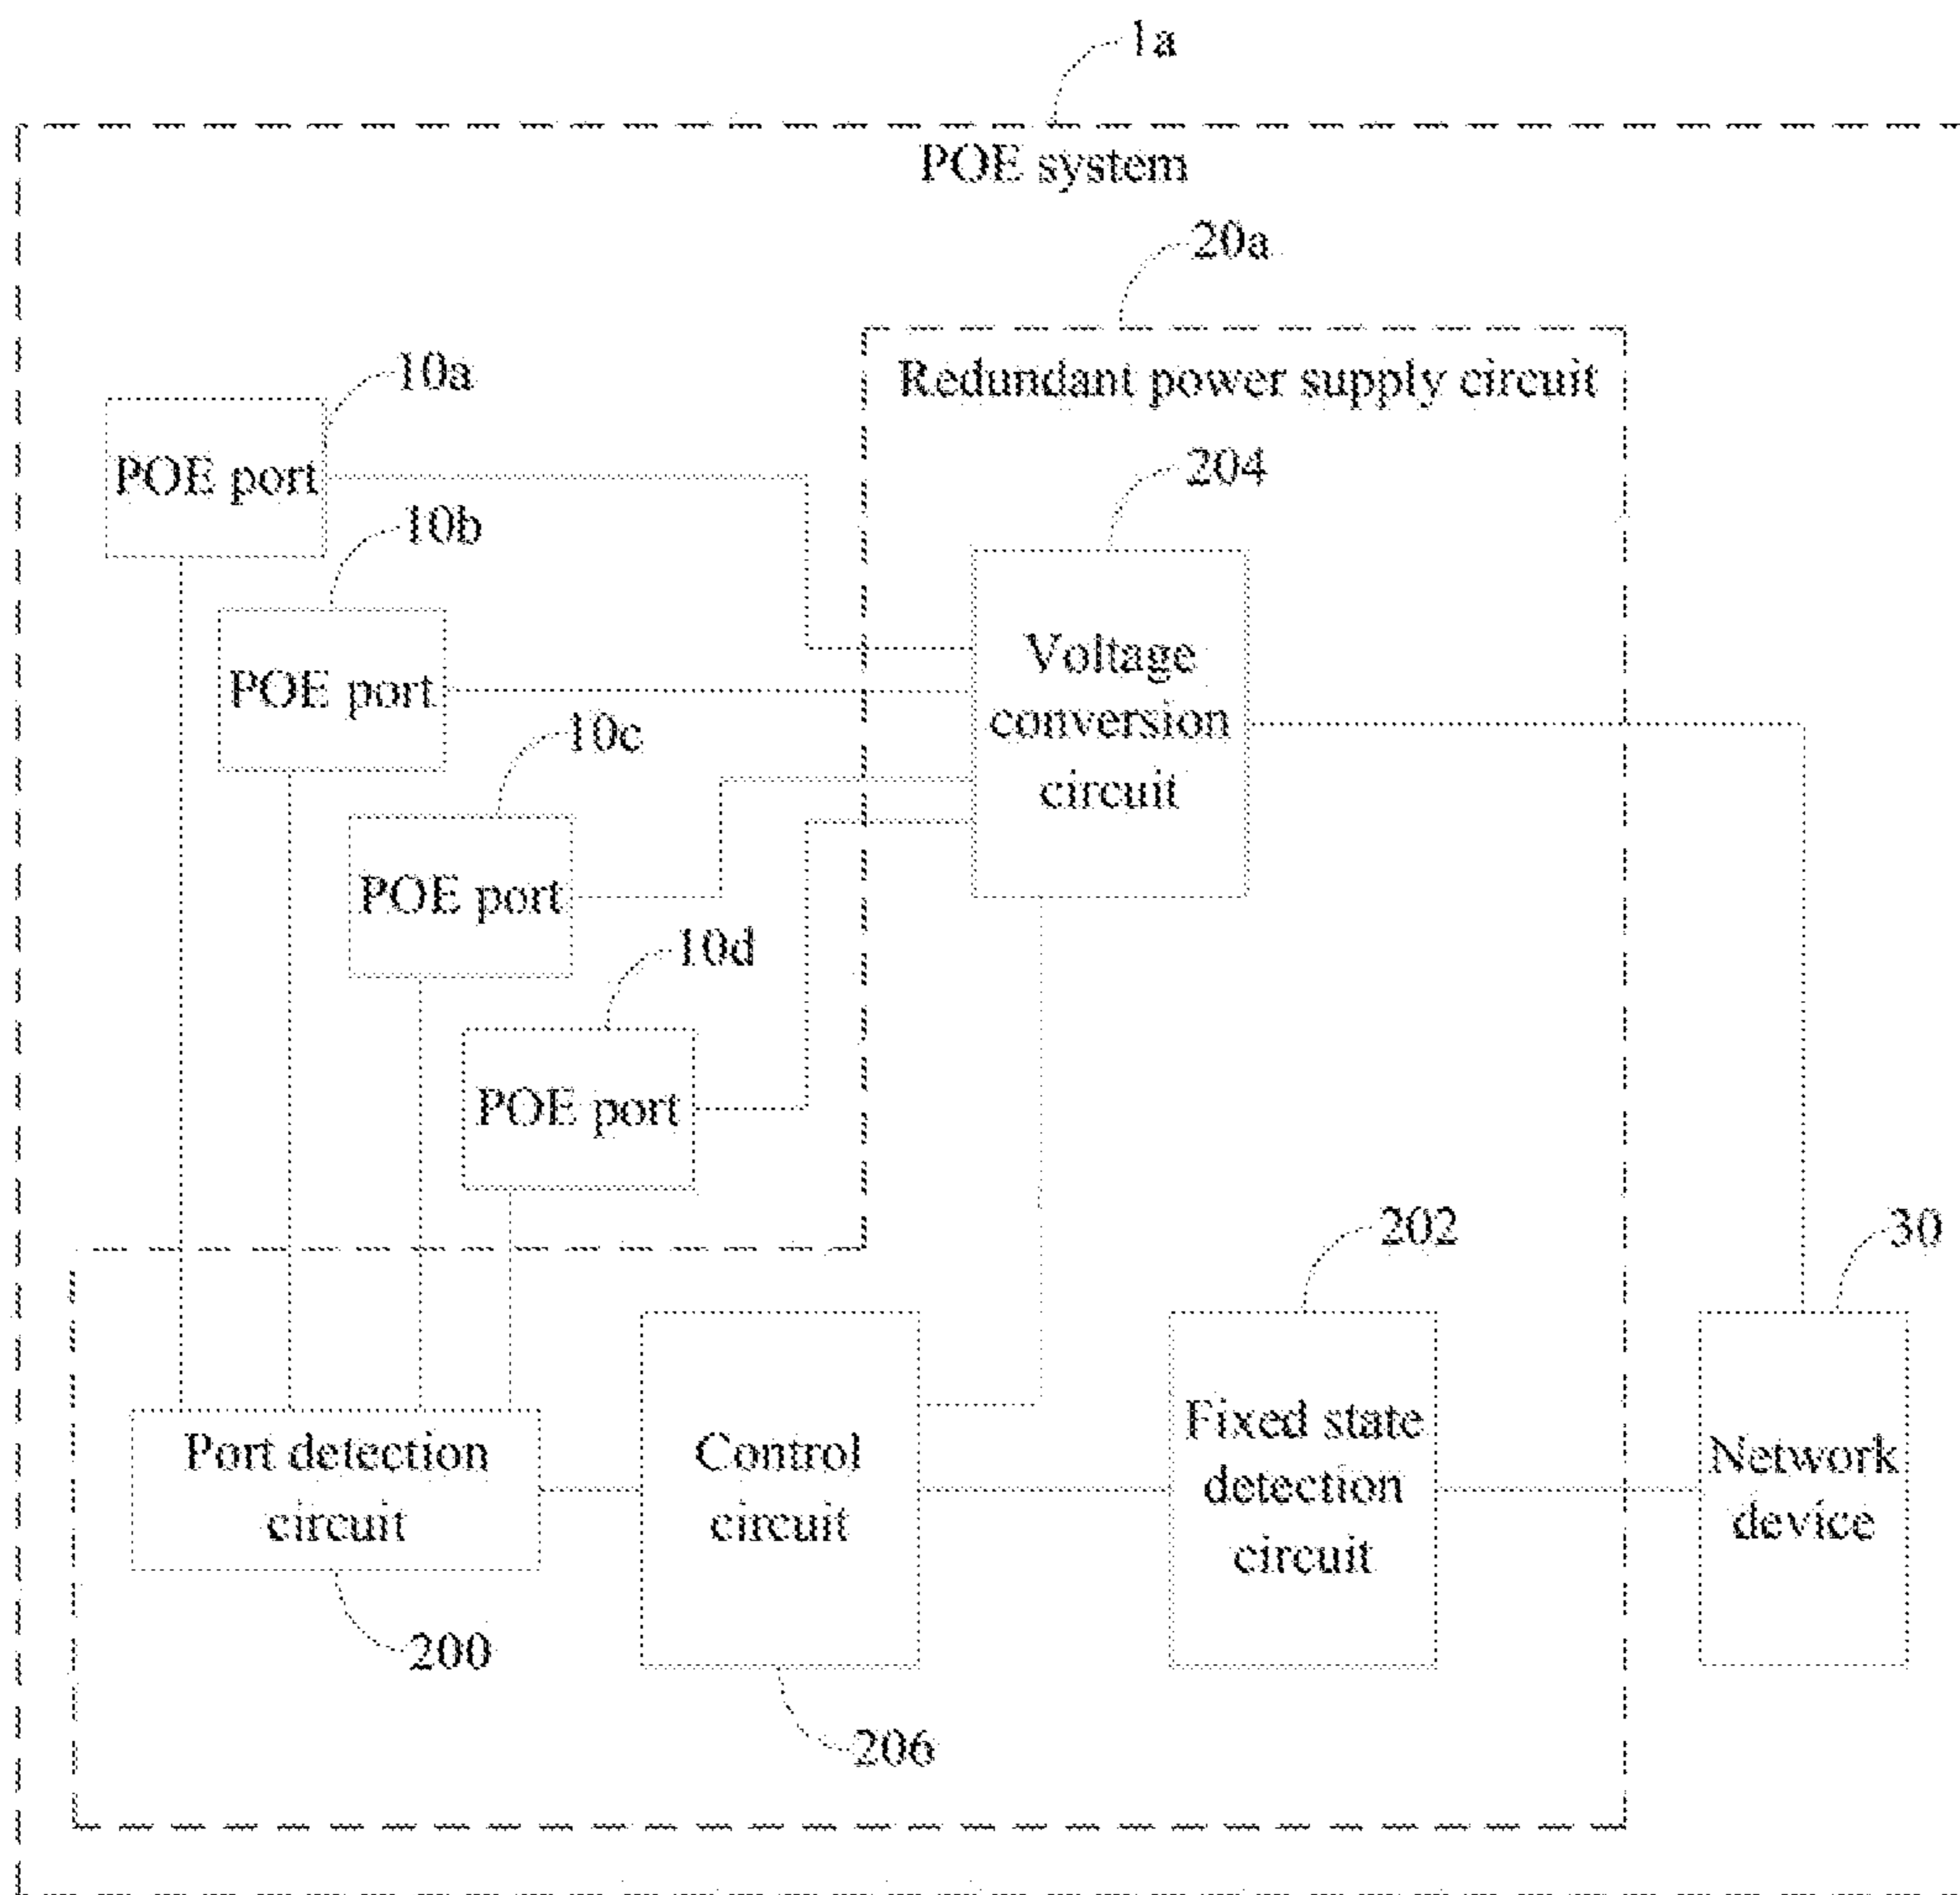 1a
POE system
20a
Redundant power supply circuit
10a
POE port
204
10b
POE port
Voltage
conversion
circuit
10c
POE port
10d
POE port
202
30
Port detection
circuit
Control
circuit
Fixed state
detection
circuit
Network
device
200
206